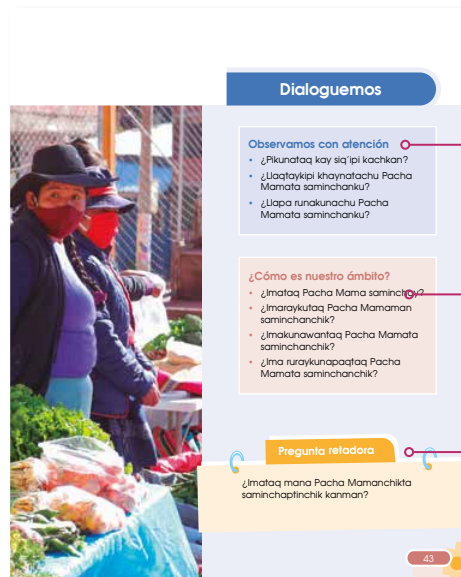 Dialoguemos
Observamos con atención
• ¿Pikunataq kay siq'ipi kachkan?
• ¿Llaqtaykipi khaynatachu Pacha
Mamata saminchanku?
• ¿Llapa runakunachu Pacha
Mamata saminchanku?
¿Cómo es nuestro ámbito?
• ¿Imataq Pacha Mama saminchay?
• ¿Imaraykutaq Pacha Mamaman
saminchanchik?
• ¿Imakunawantaq Pacha Mamata
saminchanchik?
• ¿Ima ruraykunapaqtaq Pacha
Mamata saminchanchik?
Pregunta retadora
¿Imataq mana Pacha Mamanchikta
saminchaptinchik kanman?
43